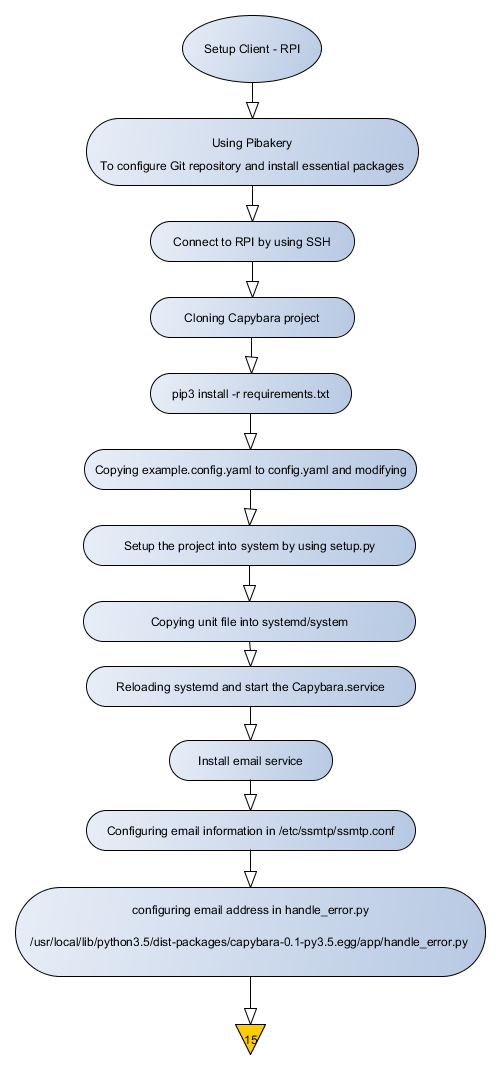 Setup Client - RPI
Using Pibakery
To configure Git repository and install essential packages
Connect to RPI by using SSH
Cloning Capybara project
pip3 install -r requirements.txt
Copying example.config.yaml to config.yaml and modifying
Setup the project into system by using setup.py
Copying unit file into systemd/system
Reloading systemd and start the Capybara.service
Install email service
Configuring email information in /etc/ssmtp/ssmtp.conf
configuring email address in handle_error.py
/usr/local/lib/python3.5/dist-packages/capybara-0.1-py3.5.egg/app/handle_error.py
15